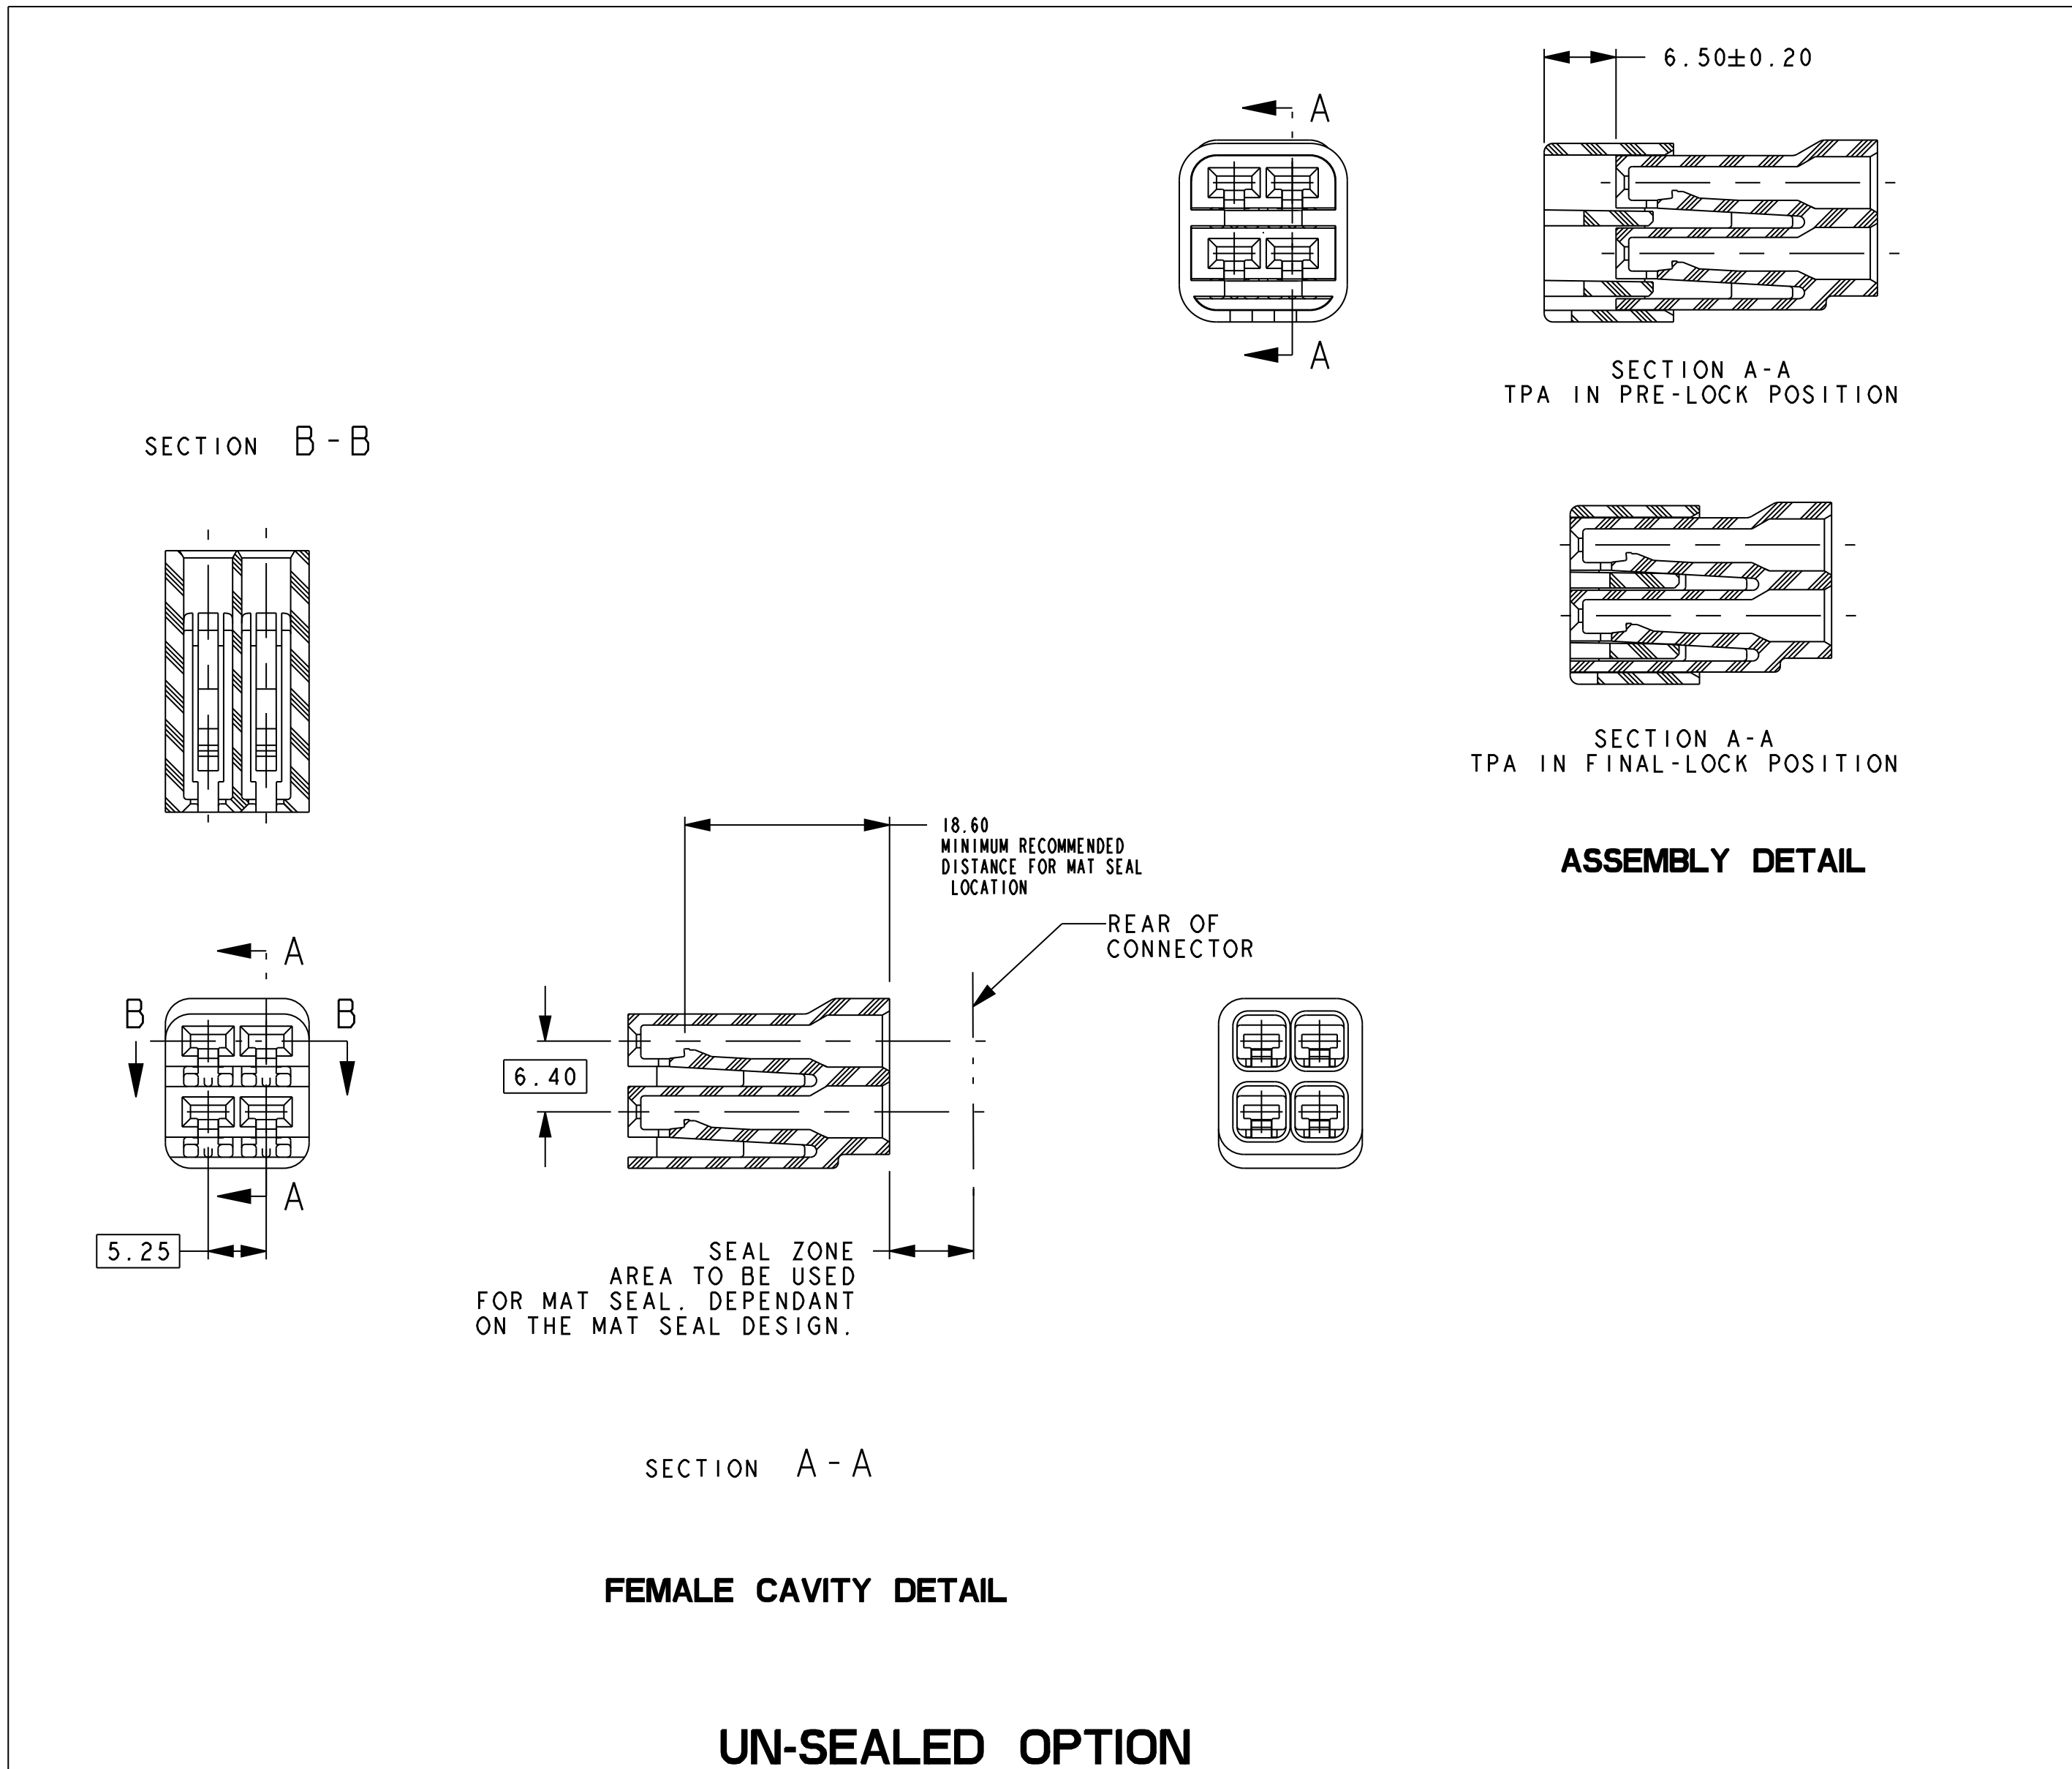 6.50±0.20
A
A
SECTION A-A
TPA IN PRE-LOCK POSITION
SECTION B-B
SECTION A-A
TPA IN FINAL-LOCK POSITION
ASSEMBLY DETAIL
18.60
MINIMUM RECOMMENDED
DISTANCE FOR MAT SEAL
LOCATION
REAR OF
CONNECTOR
A
B
B
6.40
A
5.25
SEAL ZONE
AREA TO BE USED
FOR MAT SEAL. DEPENDANT
ON THE MAT SEAL DESIGN.
SECTION A-A
FEMALE CAVITY DETAIL
UN-SEALED OPTION